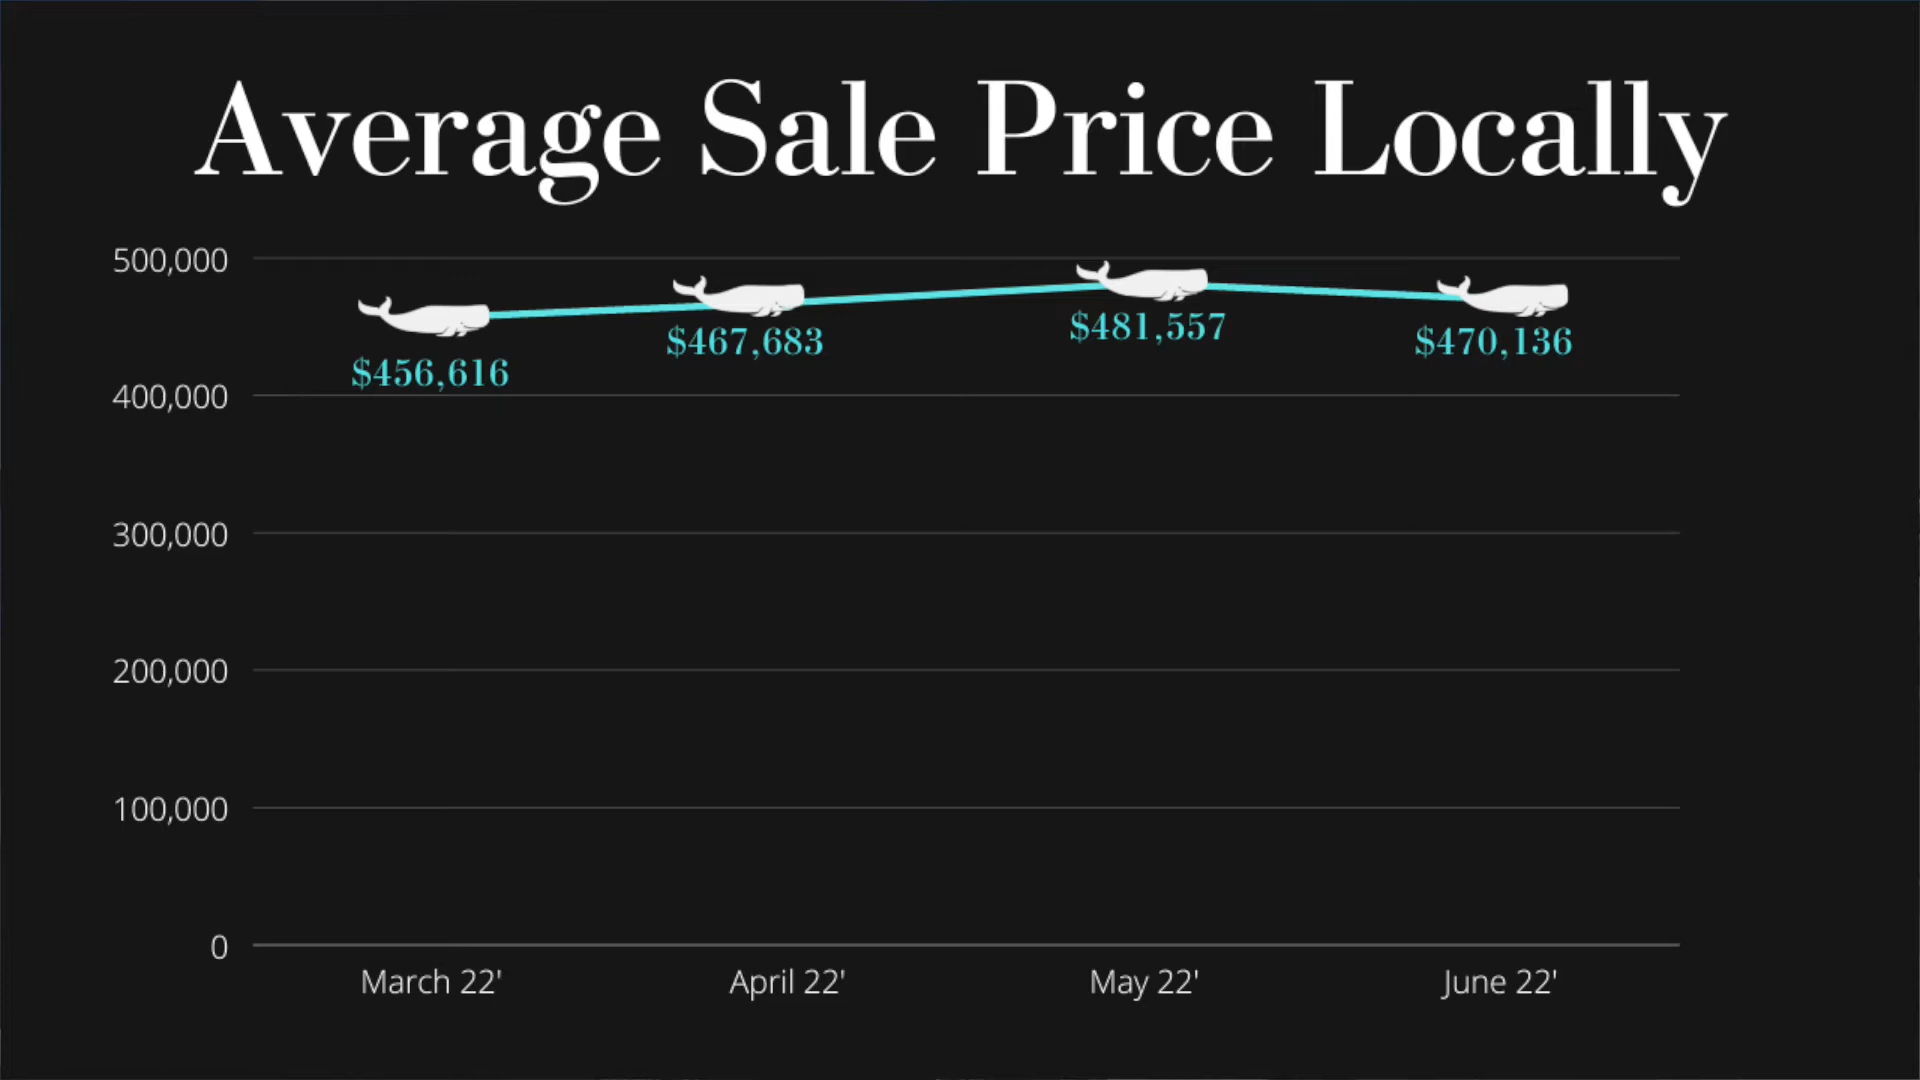 Average Sale Price Locally
500,000
400,000
300,000
200,000
100,000
0
$456,616
$467,683
$481,557
$470,136
March 22'
April 22'
May 22'
June 22'